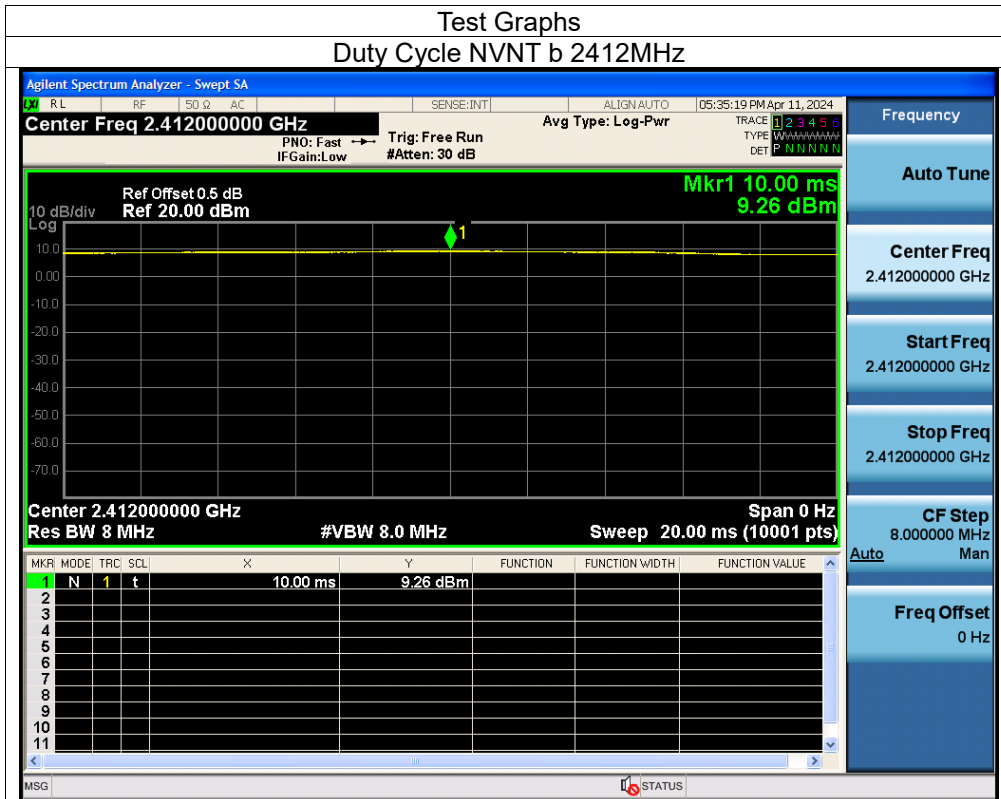 Test Graphs
Duty Cycle NVNT b 2412MHz
Agilent Spectrum Analyzer - Swept SA
LXI RL RF 50 Ω AC SENSE:INT ALIGN AUTO 05:35:19 PM Apr 11, 2024
Center Freq 2.412000000 GHz Avg Type: Log-Pwr TRACE 1 2 3 4 5 6
PNO: Fast Trig: Free Run TYPE WWWWWW
IFGain:Low #Atten: 30 dB DET P N N N N N
Mkr1 10.00 ms
9.26 dBm
Ref Offset 0.5 dB
10 dB/div Ref 20.00 dBm
Log
1
10.0
0.00
-10.0
-20.0
-30.0
-40.0
-50.0
-60.0
-70.0
Center 2.412000000 GHz Span 0 Hz
Res BW 8 MHz #VBW 8.0 MHz Sweep 20.00 ms (10001 pts)
MKR MODE TRC SCL X Y FUNCTION FUNCTION WIDTH FUNCTION VALUE
1 N 1 t 10.00 ms 9.26 dBm
2
3
4
5
6
7
8
9
10
11
MSG STATUS
Frequency
Auto Tune
Center Freq
2.412000000 GHz
Start Freq
2.412000000 GHz
Stop Freq
2.412000000 GHz
CF Step
8.000000 MHz
Auto Man
Freq Offset
0 Hz